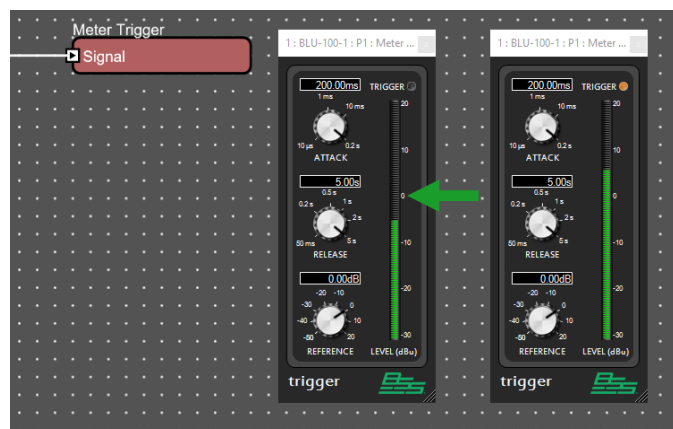 Meter Trigger
Signal
1 : BLU-100-1 : P1 : Meter ...
200.00ms TRIGGER
1 ms
10 ms
10 µs 0.2 s
ATTACK
5.00s
0.5 s
0.2 s 1 s
2 s
50 ms 5 s
RELEASE
0.00dB
-20 -10
-30 0
-40 10
-80 20
REFERENCE LEVEL (dBu)
20
10
0
-10
-20
-30
trigger BSS
1 : BLU-100-1 : P1 : Meter ...
200.00ms TRIGGER
1 ms
10 ms
10 µs 0.2 s
ATTACK
5.00s
0.5 s
0.2 s 1 s
2 s
50 ms 5 s
RELEASE
0.00dB
-20 -10
-30 0
-40 10
-80 20
REFERENCE LEVEL (dBu)
20
10
0
-10
-20
-30
trigger BSS